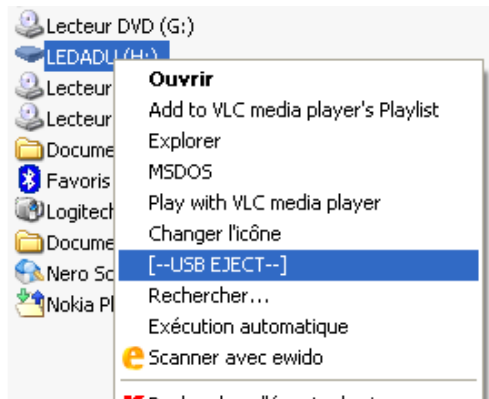 Lecteur DVD (G:)
LEDADU (H:)
Lecteur
Lecteur
Docume
Favoris
Logitech
Docume
Nero Sc
Nokia Pl
Ouvrir
Add to VLC media player's Playlist
Explorer
MSDOS
Play with VLC media player
Changer l'icône
[--USB EJECT--]
Rechercher...
Exécution automatique
Scanner avec ewido